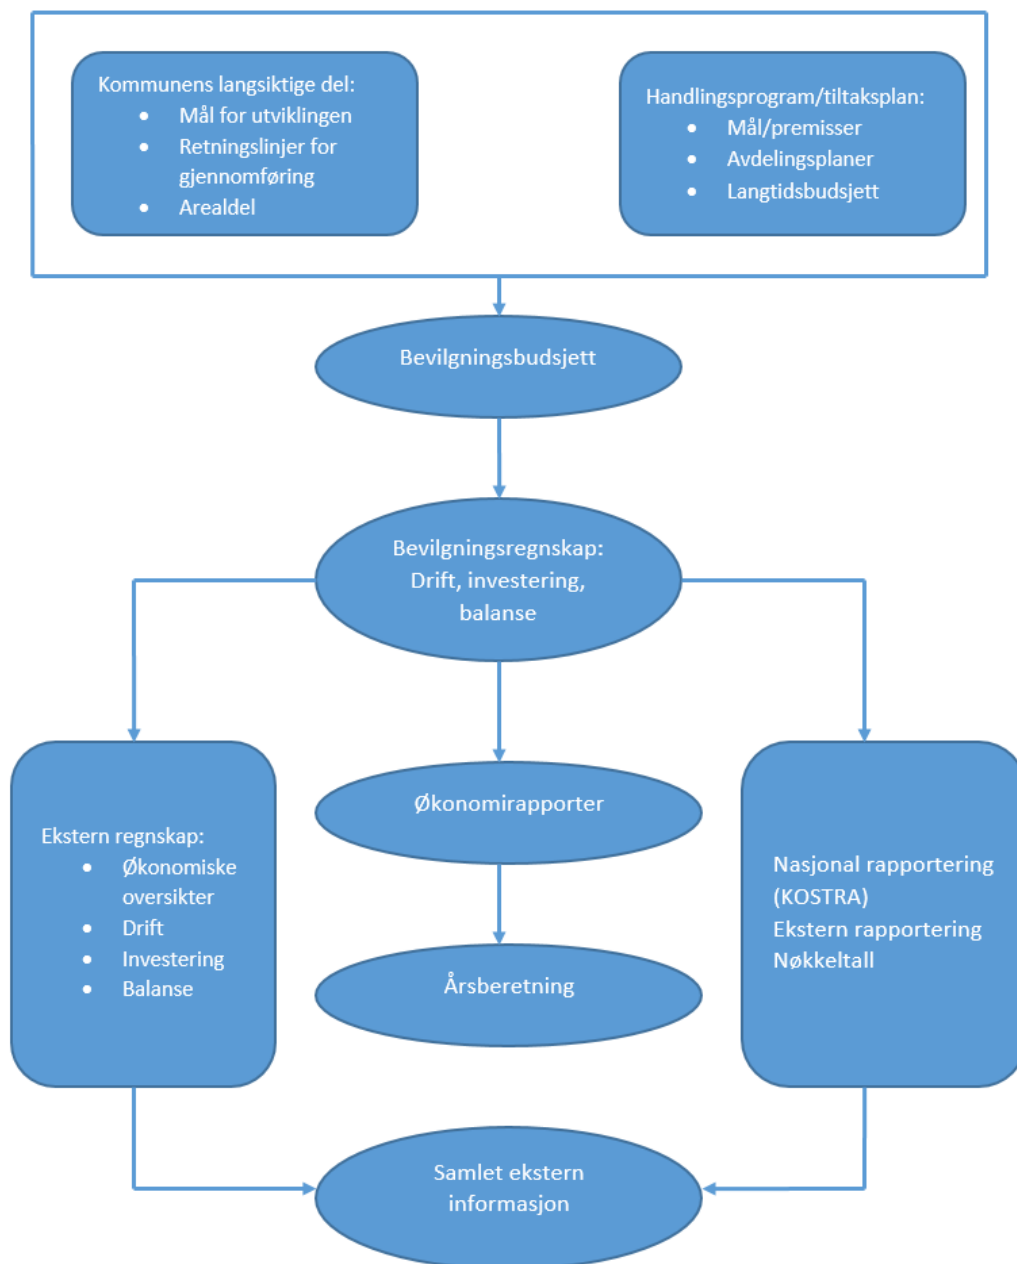 Kommunens langsiktige del:
• Mål for utviklingen
• Retningslinjer for
gjennomføring
• Arealdel
Handlingsprogram/tiltaksplan:
• Mål/premisser
• Avdelingsplaner
• Langtidsbudsjett
Bevilgningsbudsjett
Bevilgningsregnskap:
Drift, investering,
balanse
Ekstern regnskap:
• Økonomiske
oversikter
• Drift
• Investering
• Balanse
Økonomirapporter
Årsberetning
Nasjonal rapportering
(KOSTRA)
Ekstern rapportering
Nøkkeltall
Samlet ekstern
informasjon